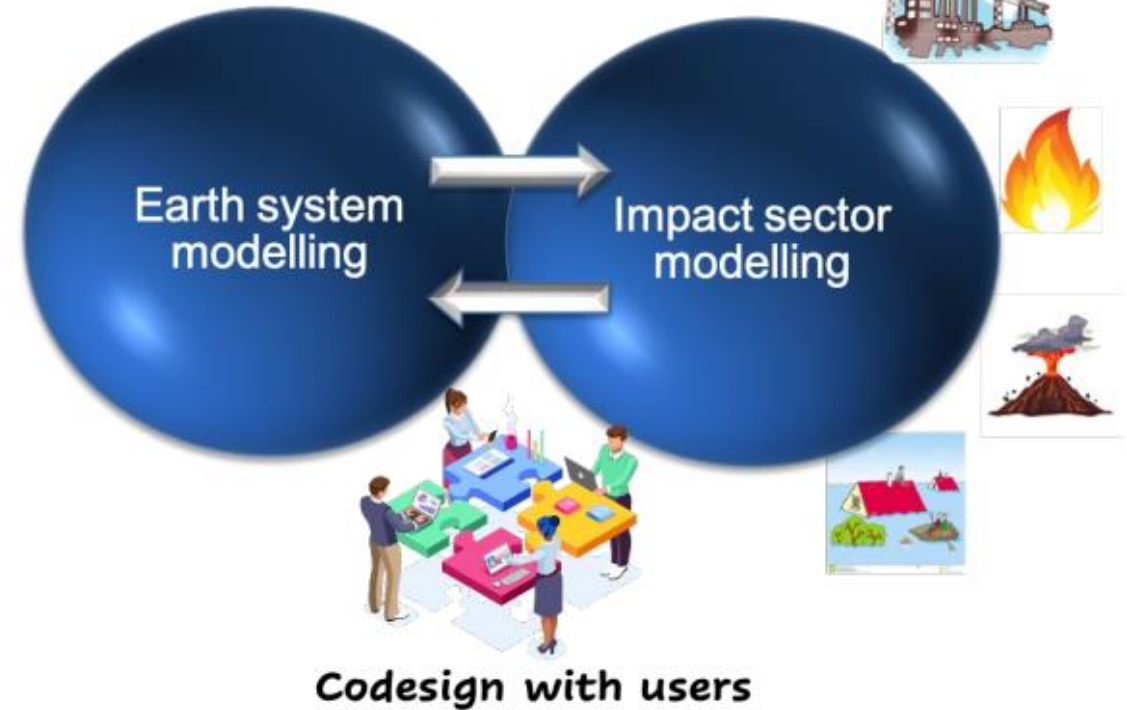 Earth system
modelling
Impact sector
modelling
Codesign with users